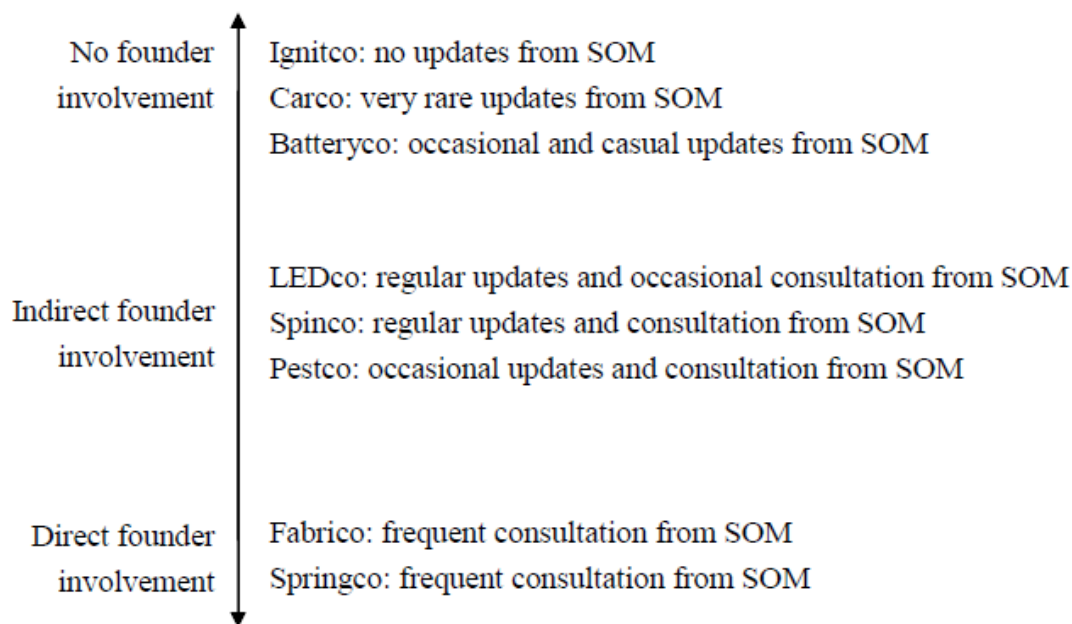 No founder
involvement
Ignitco: no updates from SOM
Carco: very rare updates from SOM
Batteryco: occasional and casual updates from SOM
Indirect founder
involvement
LEDco: regular updates and occasional consultation from SOM
Spinco: regular updates and consultation from SOM
Pestco: occasional updates and consultation from SOM
Direct founder
involvement
Fabrico: frequent consultation from SOM
Springco: frequent consultation from SOM